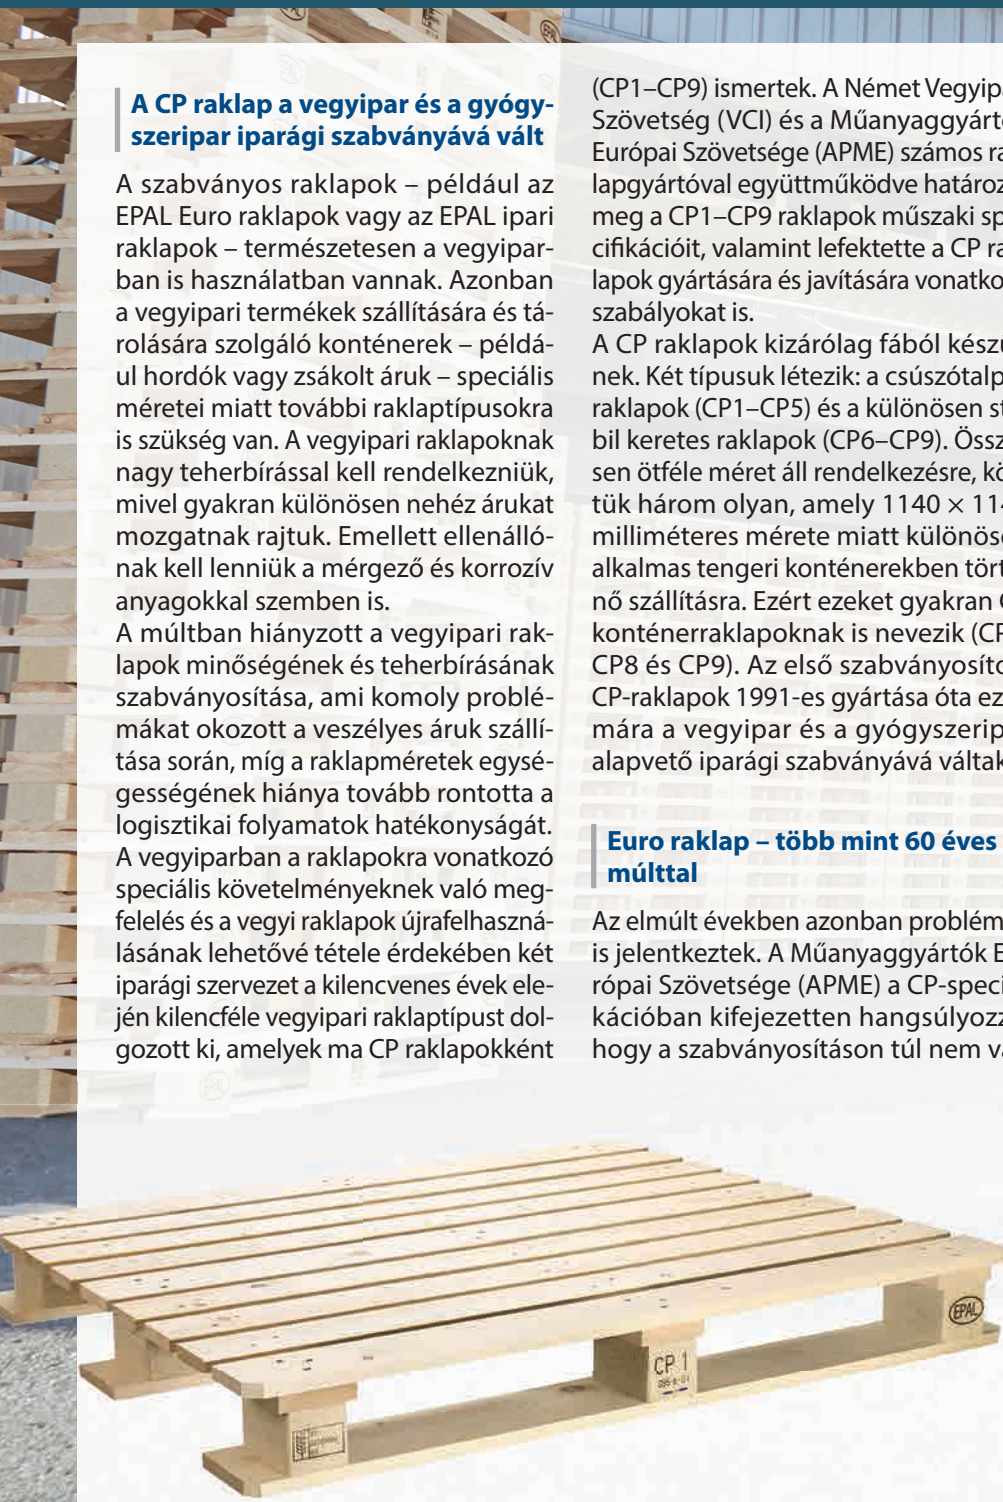 A CP raklap a vegyipar és a gyógy-
szeripar iparági szabványává vált
A szabványos raklapok – például az
EPAL Euro raklapok vagy az EPAL ipari
raklapok – természetesen a vegyipar-
ban is használatban vannak. Azonban
a vegyipari termékek szállítására és tá-
rolására szolgáló konténerek – példá-
ul hordók vagy zsákolt áruk – speciális
méretei miatt további raklaptípusokra
is szükség van. A vegyipari raklapoknak
nagy teherbírással kell rendelkezniük,
mivel gyakran különösen nehéz árukat
mozgatnak rajtuk. Emellett ellenálló-
nak kell lenniük a mérgező és korrozív
anyagokkal szemben is.
A múltban hiányzott a vegyipari rak-
lapok minőségének és teherbírásának
szabványosítása, ami komoly problé-
mákat okozott a veszélyes áruk szállí-
tása során, míg a raklapméretek egysé-
gességének hiánya tovább rontotta a
logisztikai folyamatok hatékonyságát.
A vegyiparban a raklapokra vonatkozó
speciális követelményeknek való meg-
felelés és a vegyi raklapok újrafelhaszná-
lásának lehetővé tétele érdekében két
iparági szervezet a kilencvenes évek ele-
jén kilencféle vegyipari raklaptípust dol-
gozott ki, amelyek ma CP raklapokként
(CP1–CP9) ismertek. A Német Vegyipa
Szövetség (VCI) és a Műanyaggyárt
Európai Szövetsége (APME) számos ra
lapgyártóval együttműködve határoz
meg a CP1–CP9 raklapok műszaki sp
cifikációit, valamint lefektette a CP ra
lapok gyártására és javítására vonatko
szabályokat is.
A CP raklapok kizárólag fából készü
nek. Két típusuk létezik: a csúszótalp
raklapok (CP1–CP5) és a különösen st
bil keretes raklapok (CP6–CP9). Össz
sen ötféle méret áll rendelkezésre, kö
tük három olyan, amely 1140 × 114
milliméteres mérete miatt különös
alkalmas tengeri konténerekben tört
nő szállításra. Ezért ezeket gyakran
konténerraklapoknak is nevezik (CP
CP8 és CP9). Az első szabványosíto
CP-raklapok 1991-es gyártása óta ez
mára a vegyipar és a gyógyszerip
alapvető iparági szabványává váltak
Euro raklap – több mint 60 éves
múlttal
Az elmúlt években azonban problém
is jelentkeztek. A Műanyaggyártók E
rópai Szövetsége (APME) a CP-speci
kációban kifejezetten hangsúlyozz
hogy a szabványosításon túl nem va
EPAL
CP 1